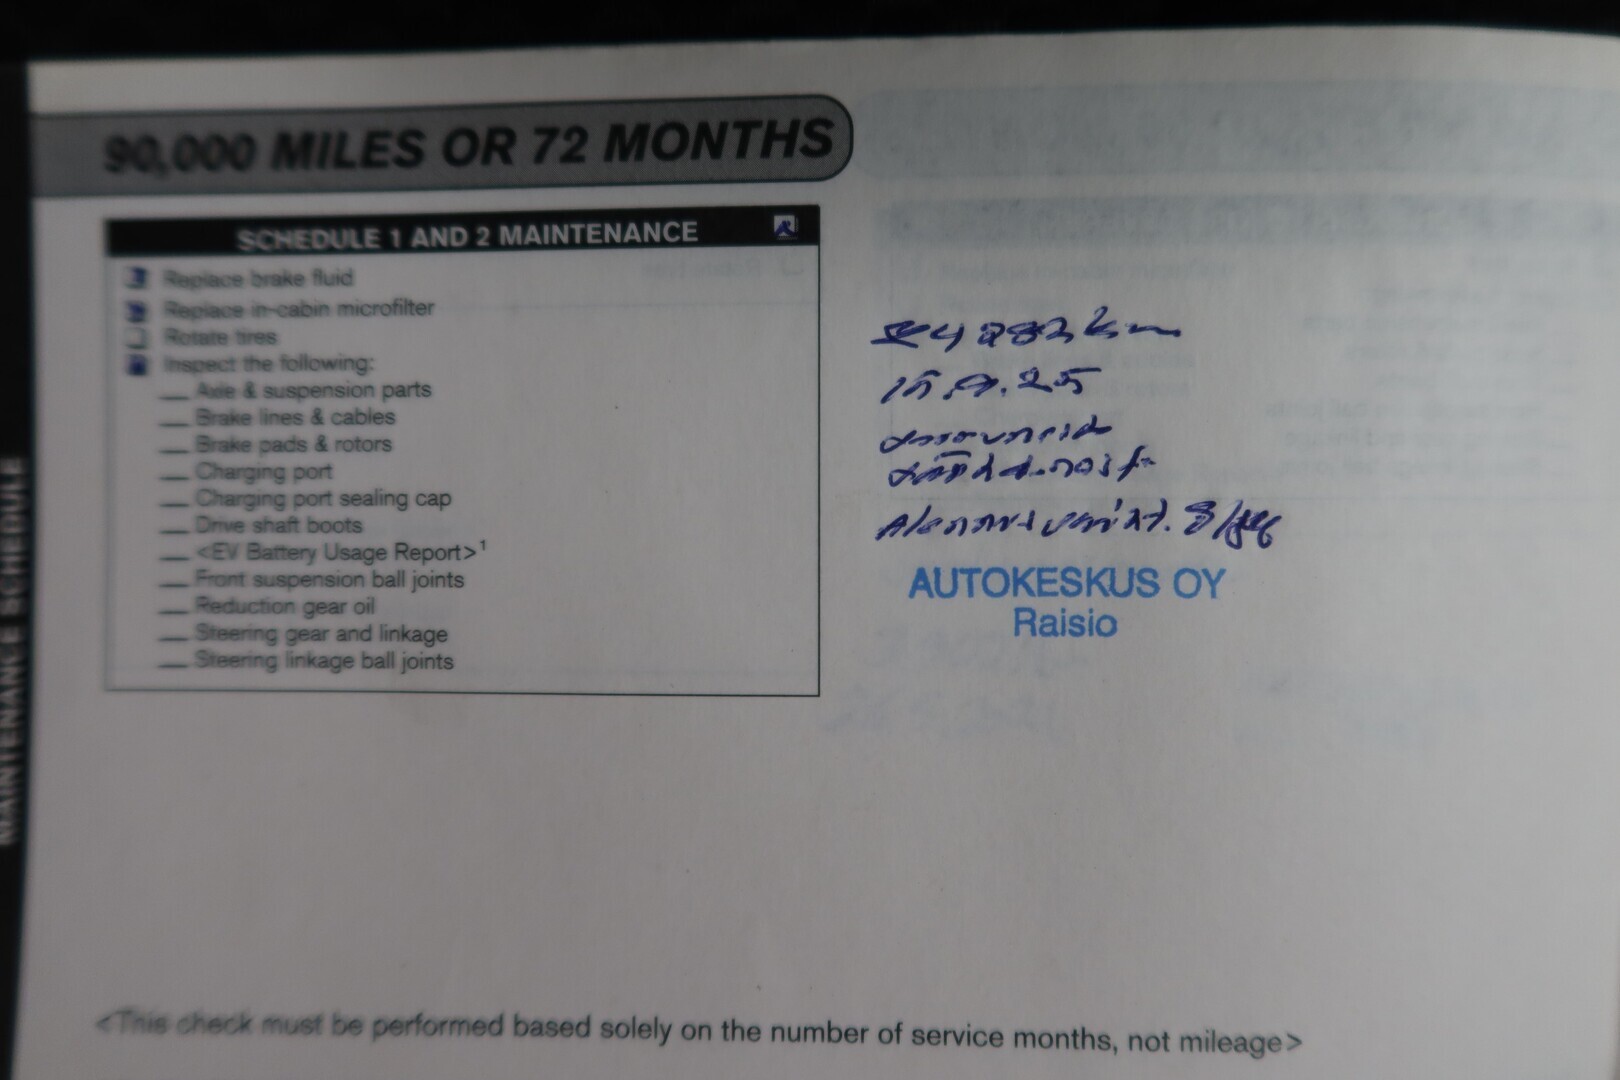 90,000 MILES OR 72 MONTHS
SCHEDULE 1 AND 2 MAINTENANCE
Replace brake fluid
Replace in-cabin microfilter
Rotate tires
Inspect the following:
Axle & suspension parts
Brake lines & cables
Brake pads & rotors
Charging port
Charging port sealing cap
Drive shaft boots
<EV Battery Usage Report>¹
Front suspension ball joints
Reduction gear oil
Steering gear and linkage
Steering linkage ball joints
km
AUTOKESKUS OY
Raisio
MAINTENANCE SCHEDULE
<This check must be performed based solely on the number of service months, not mileage>